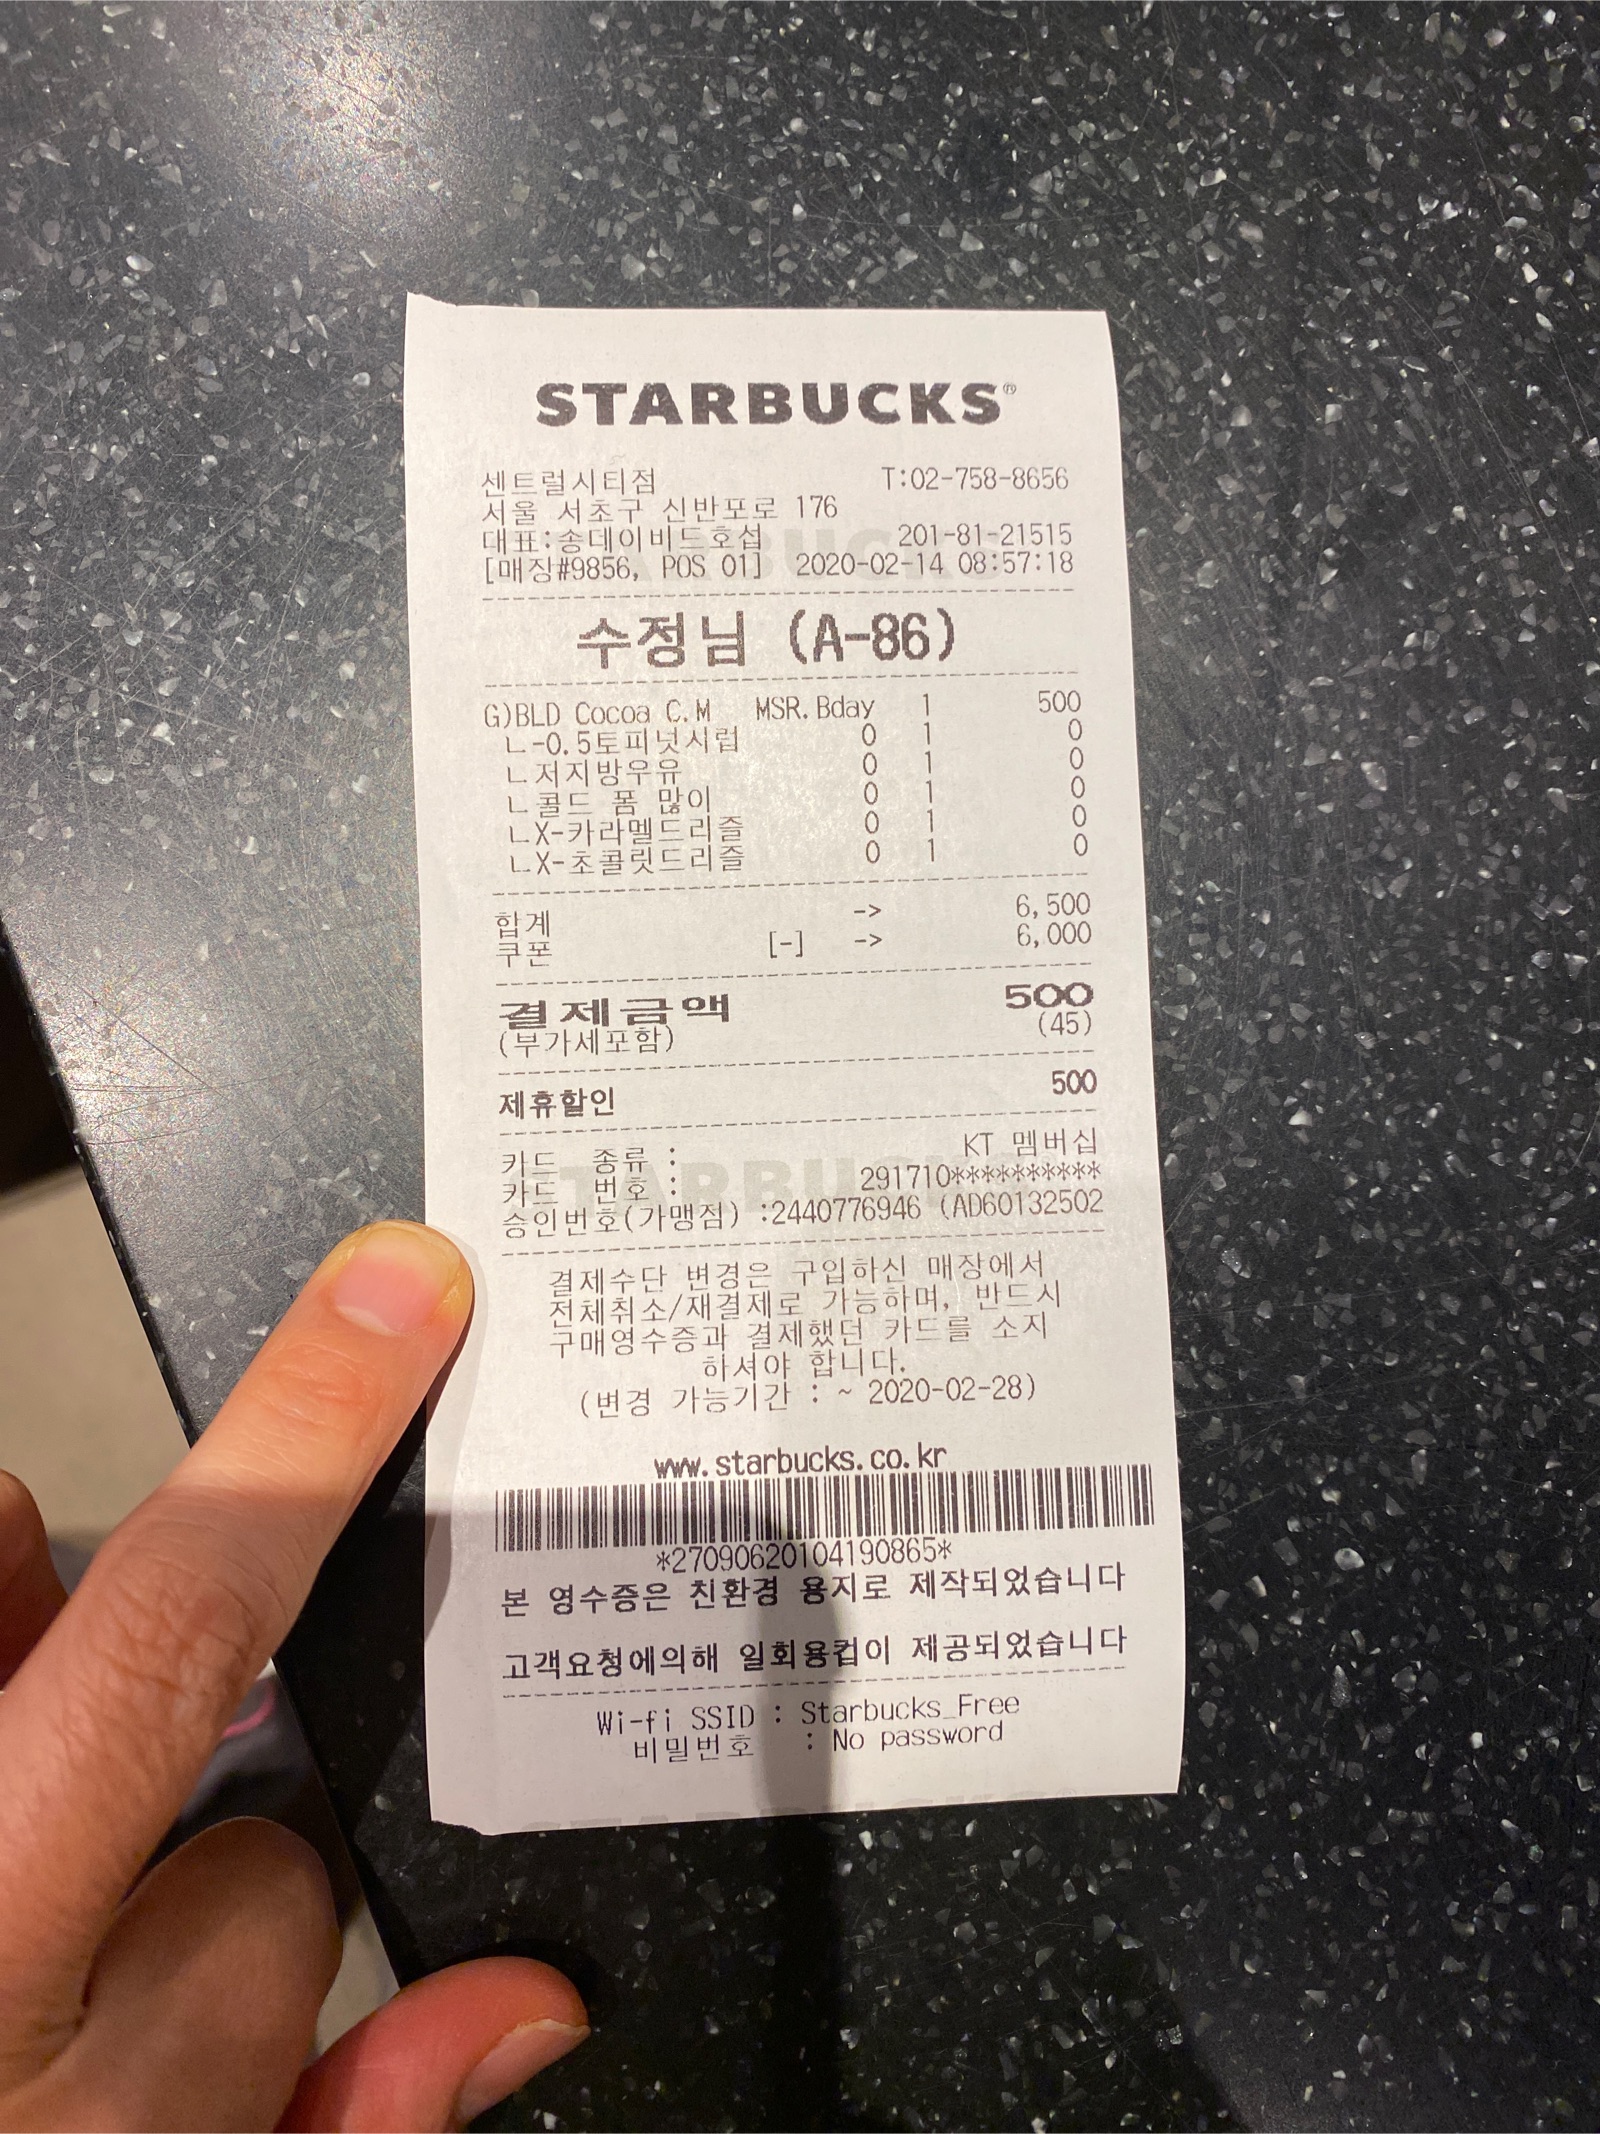 STARBUCKS®
센트럴시티점 T:02-758-8656
서울 서초구 신반포로 176
대표:송데이비드호섭 201-81-21515
[매장#9856, POS 01] 2020-02-14 08:57:18
수정님 (A-86)
G)BLD Cocoa C.M MSR.Bday 1 500
ㄴ-0.5토피넛시럽 0 1 0
ㄴ저지방우유 0 1 0
ㄴ콜드 폼 많이 0 1 0
ㄴX-카라멜드리즐 0 1 0
ㄴX-초콜릿드리즐 0 1 0
합계 -> 6,500
쿠폰 [-] -> 6,000
결제금액 500
(부가세포함) (45)
제휴할인 500
카드 종류 : KT 멤버십
카드 번호 : 291710**********
승인번호(가맹점) :2440776946 (AD60132502
결제수단 변경은 구입하신 매장에서
전체취소/재결제로 가능하며, 반드시
구매영수증과 결제했던 카드를 소지
하셔야 합니다.
(변경 가능기간 : ~ 2020-02-28)
www.starbucks.co.kr
*27090620104190865*
본 영수증은 친환경 용지로 제작되었습니다
고객요청에의해 일회용컵이 제공되었습니다
Wi-fi SSID : Starbucks_Free
비밀번호 : No password